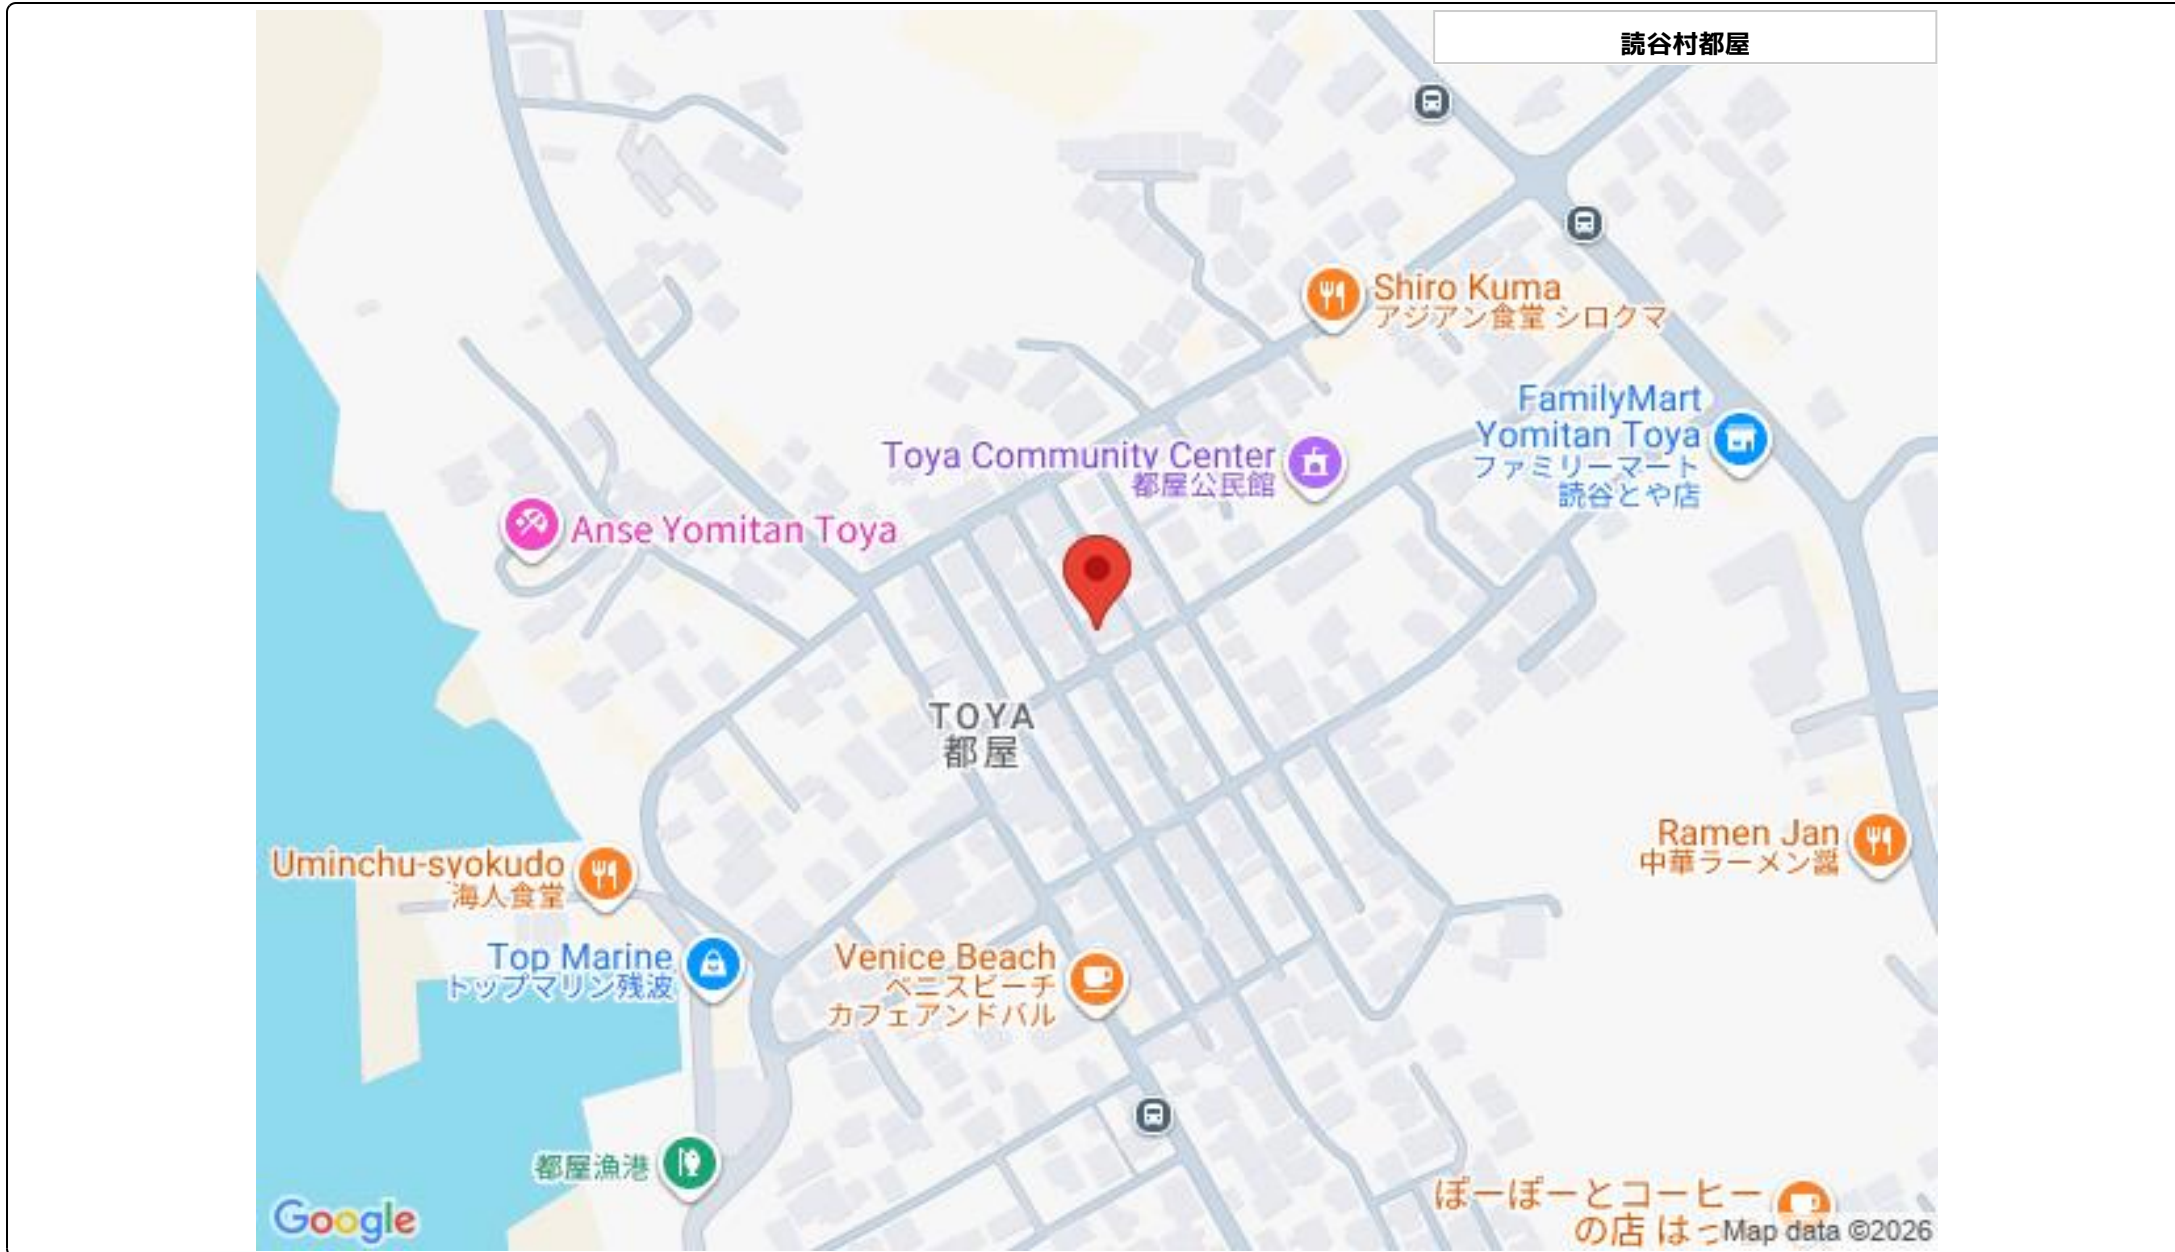 読谷村都屋
Shiro Kuma
アジアン食堂 シロクマ
FamilyMart
Yomitan Toya
ファミリーマート
読谷とや店
Toya Community Center
都屋公民館
Anse Yomitan Toya
TOYA
都屋
Ramen Jan
中華ラーメン誕
Uminchu-syokudo
海人食堂
Top Marine
トップマリン残波
Venice Beach
ベニスビーチ
カフェアンドバル
都屋漁港
ぽーぽーとコーヒー
の店 はっ
Google
Map data ©2026